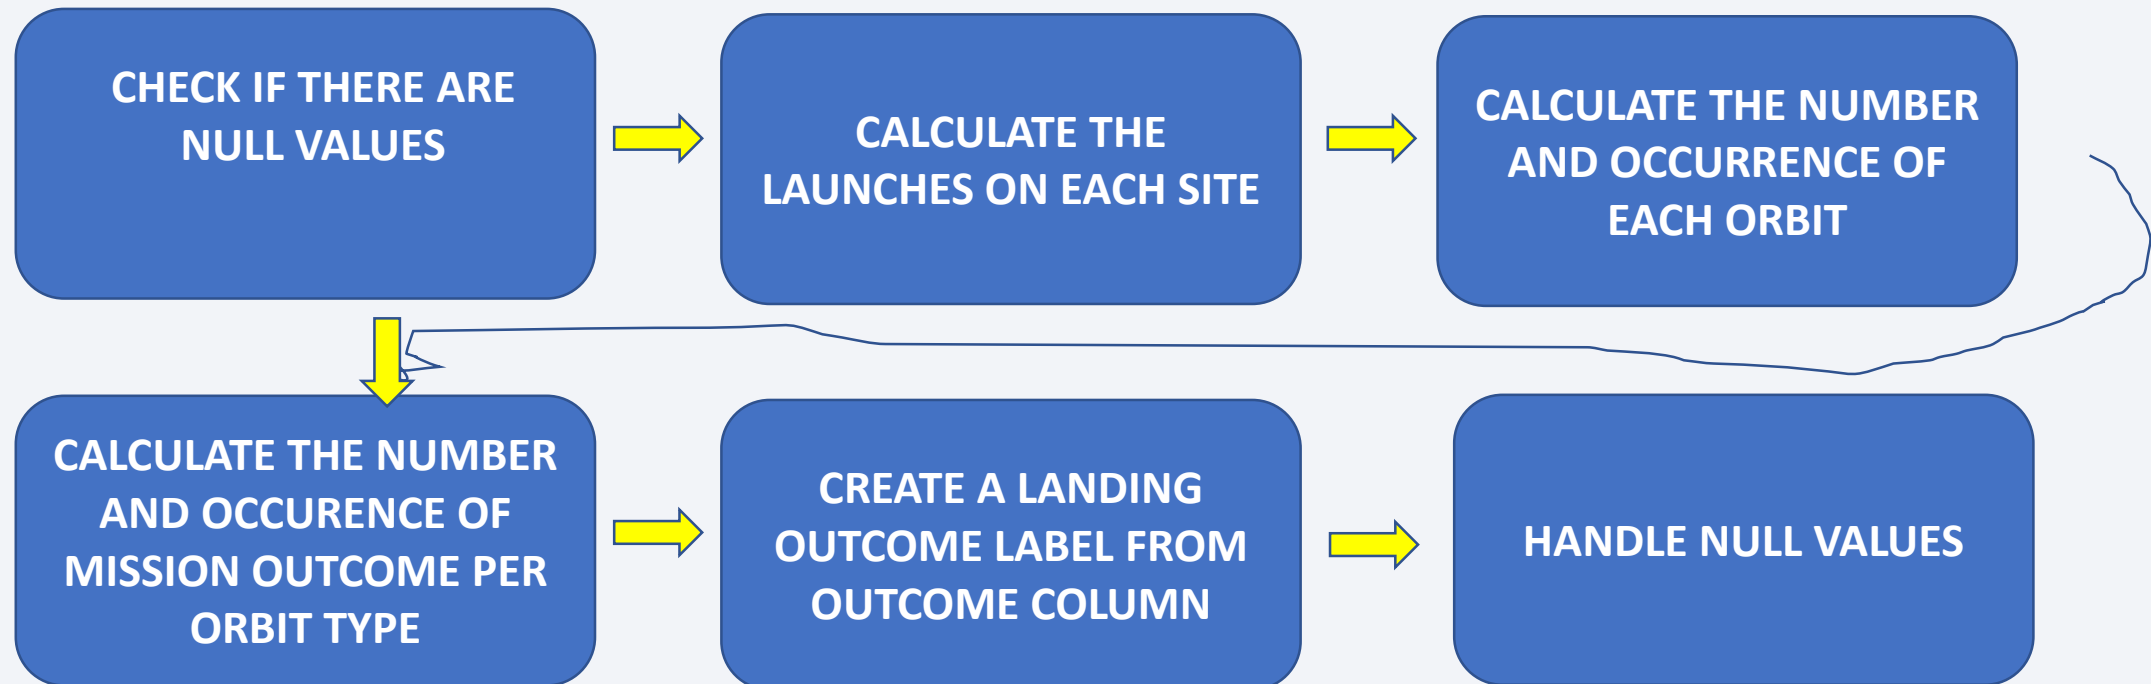 CHECK IF THERE ARE
NULL VALUES
CALCULATE THE
LAUNCHES ON EACH SITE
CALCULATE THE NUMBER
AND OCCURRENCE OF
EACH ORBIT
CALCULATE THE NUMBER
AND OCCURENCE OF
MISSION OUTCOME PER
ORBIT TYPE
CREATE A LANDING
OUTCOME LABEL FROM
OUTCOME COLUMN
HANDLE NULL VALUES